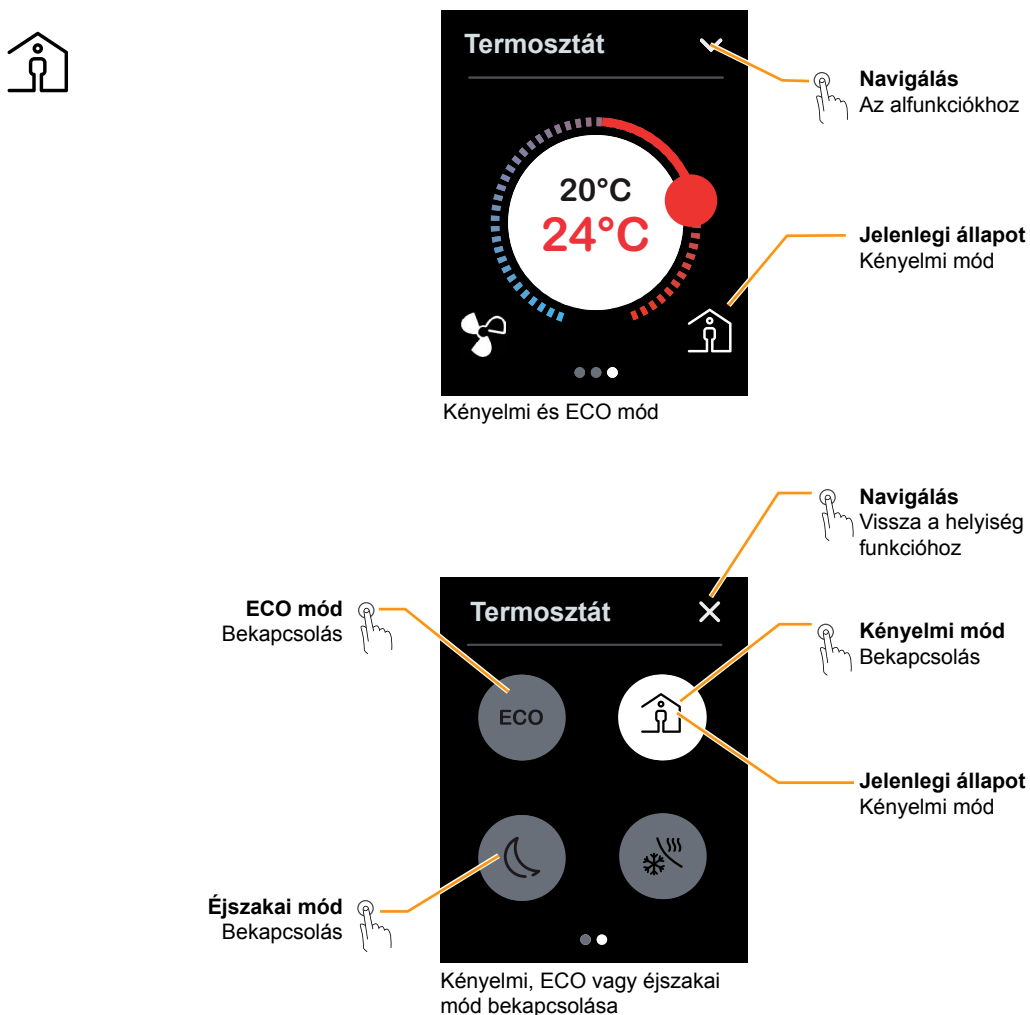 Termosztát
Navigálás
Az alfunkciókhoz
20°C
24°C
Jelenlegi állapot
Kényelmi mód
Kényelmi és ECO mód
Navigálás
Vissza a helyiség
funkcióhoz
ECO mód
Bekapcsolás
Termosztát
Kényelmi mód
Bekapcsolás
ECO
Jelenlegi állapot
Kényelmi mód
Éjszakai mód
Bekapcsolás
Kényelmi, ECO vagy éjszakai
mód bekapcsolása